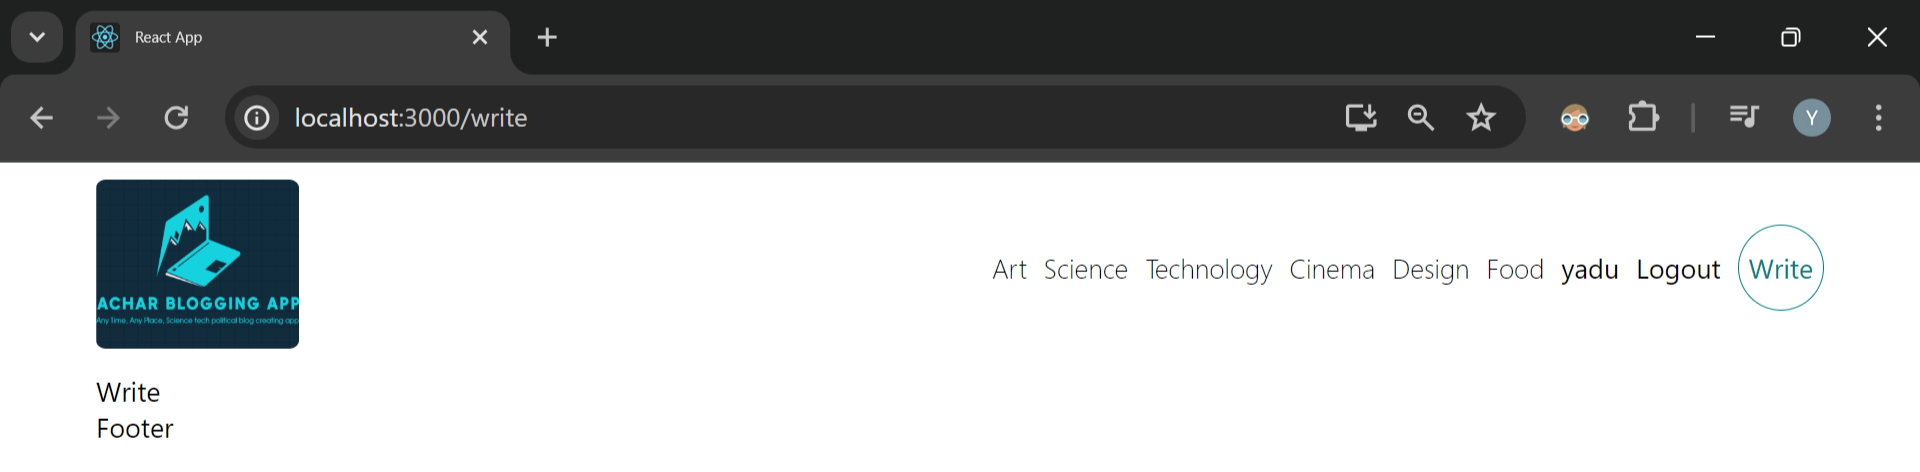 React App
localhost:3000/write
Y
ACHAR BLOGGING APP
Any Time, Any Place, Science tech political blog creating app
Art Science Technology Cinema Design Food yadu Logout Write
Write
Footer